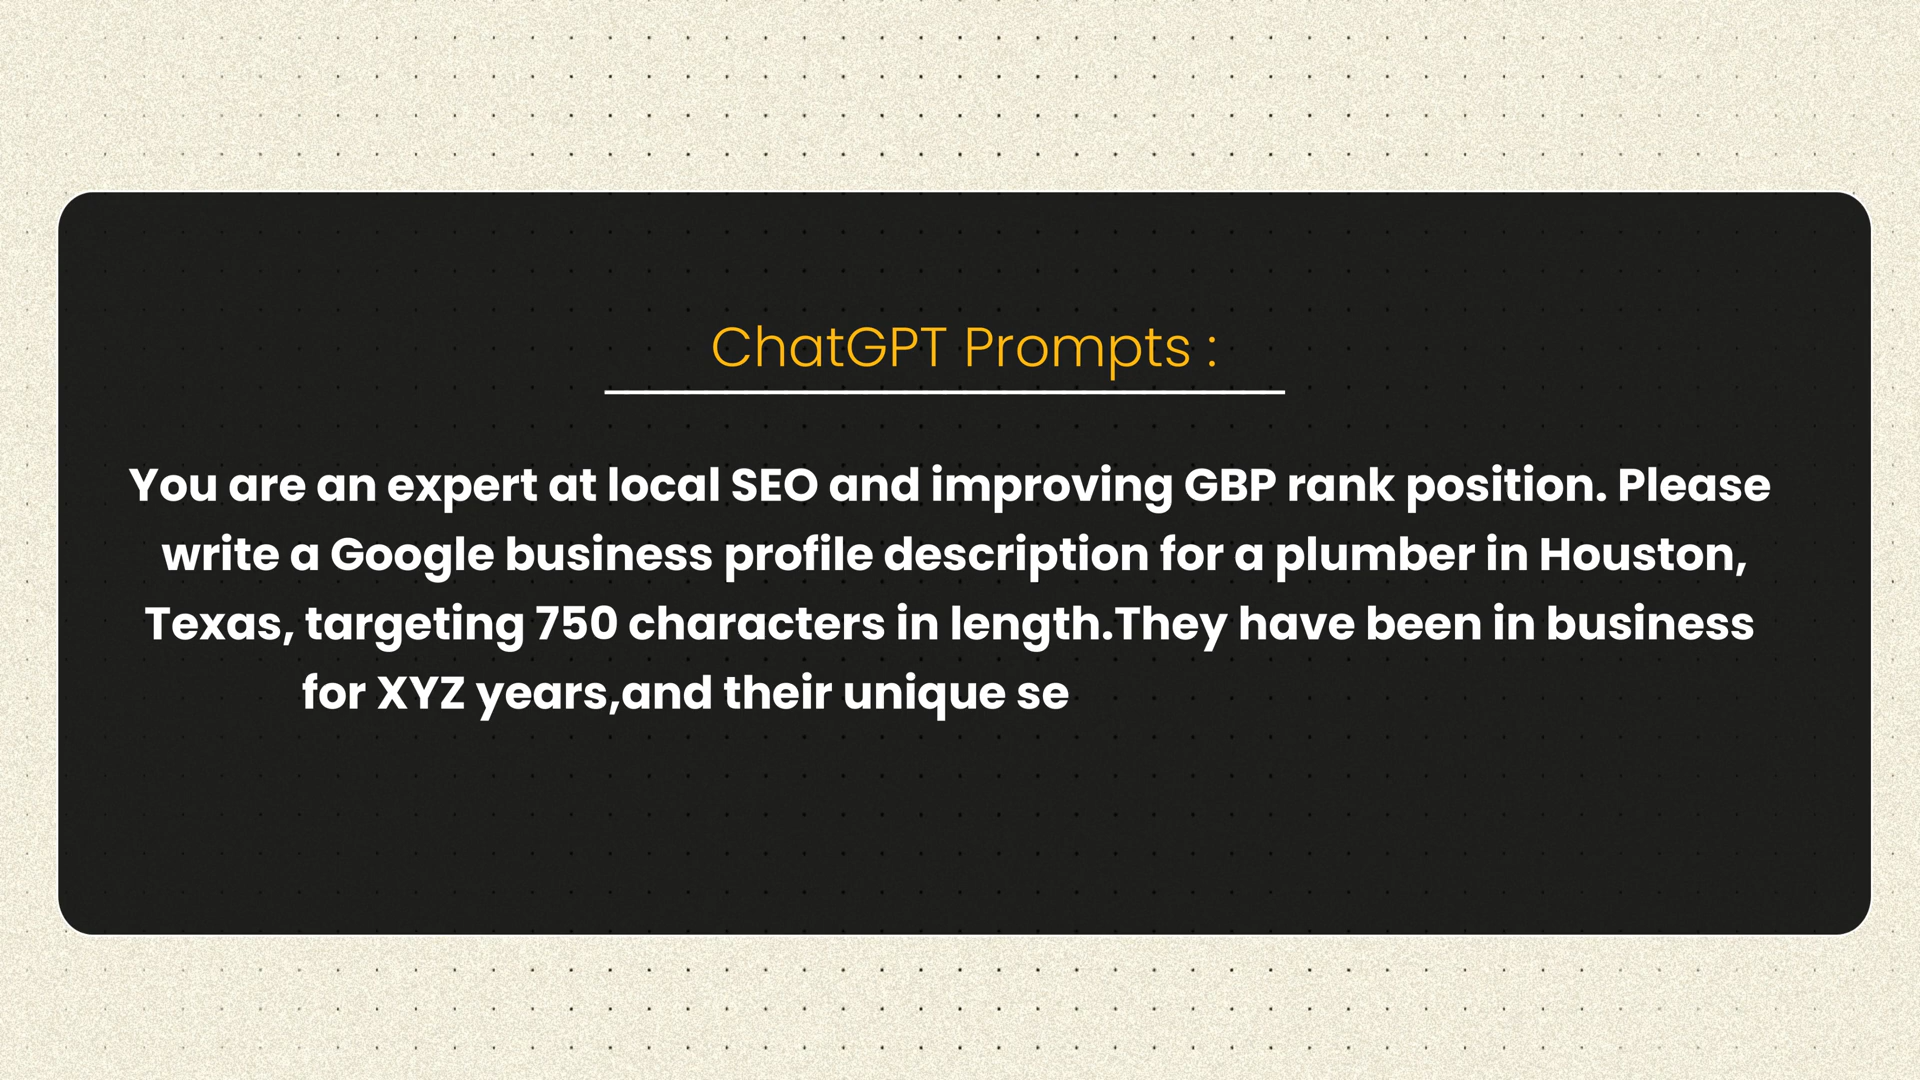 ChatGPT Prompts :
You are an expert at local SEO and improving GBP rank position. Please
write a Google business profile description for a plumber in Houston,
Texas, targeting 750 characters in length.They have been in business
for XYZ years,and their unique se